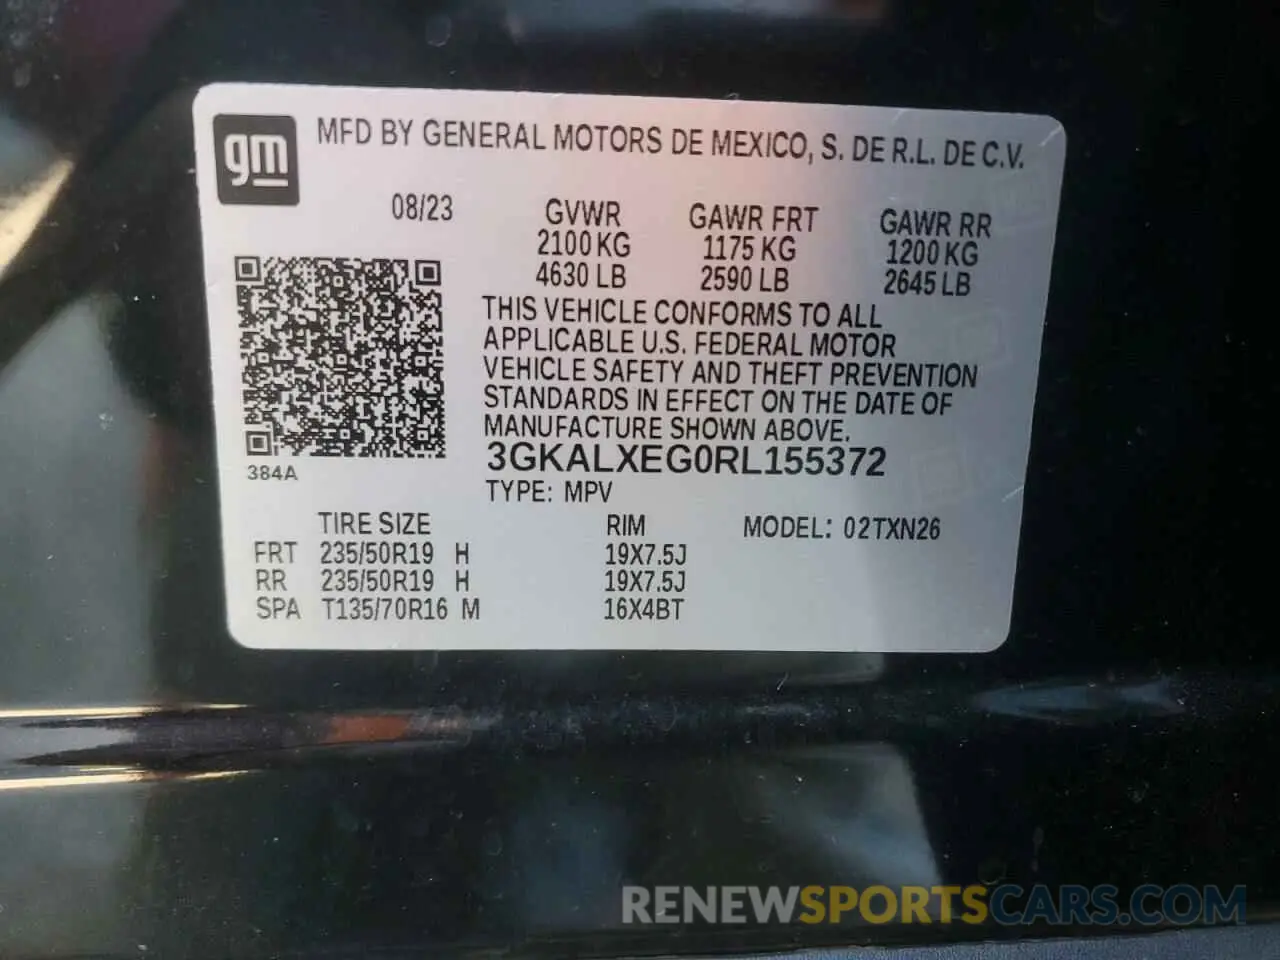 gm
MFD BY GENERAL MOTORS DE MEXICO, S. DE R.L. DE C.V.
08/23 GVWR GAWR FRT GAWR RR
2100 KG 1175 KG 1200 KG
4630 LB 2590 LB 2645 LB
THIS VEHICLE CONFORMS TO ALL
APPLICABLE U.S. FEDERAL MOTOR
VEHICLE SAFETY AND THEFT PREVENTION
STANDARDS IN EFFECT ON THE DATE OF
MANUFACTURE SHOWN ABOVE.
384A 3GKALXEG0RL155372
TYPE: MPV
TIRE SIZE RIM MODEL: 02TXN26
FRT 235/50R19 H 19X7.5J
RR 235/50R19 H 19X7.5J
SPA T135/70R16 M 16X4BT
RENEWSPORTSCARS.COM